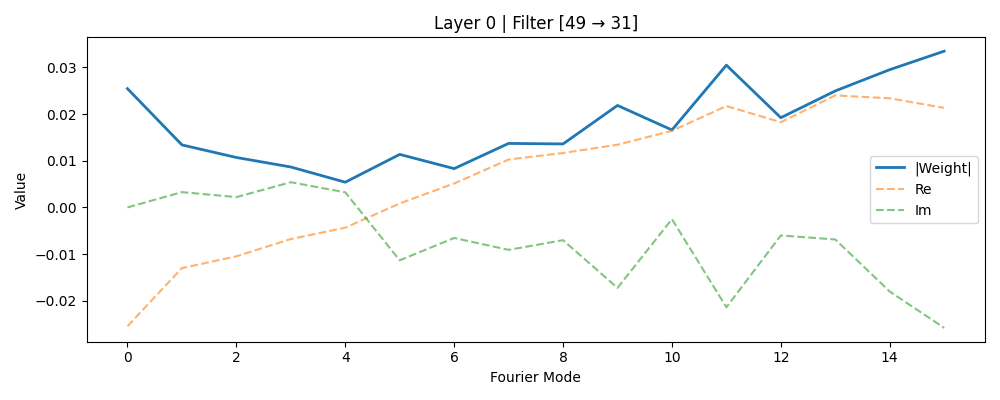 Layer 0 | Filter [49 → 31]
Value
0.03
0.02
0.01
0.00
−0.01
−0.02
|Weight|
Re
Im
0 2 4 6 8 10 12 14
Fourier Mode